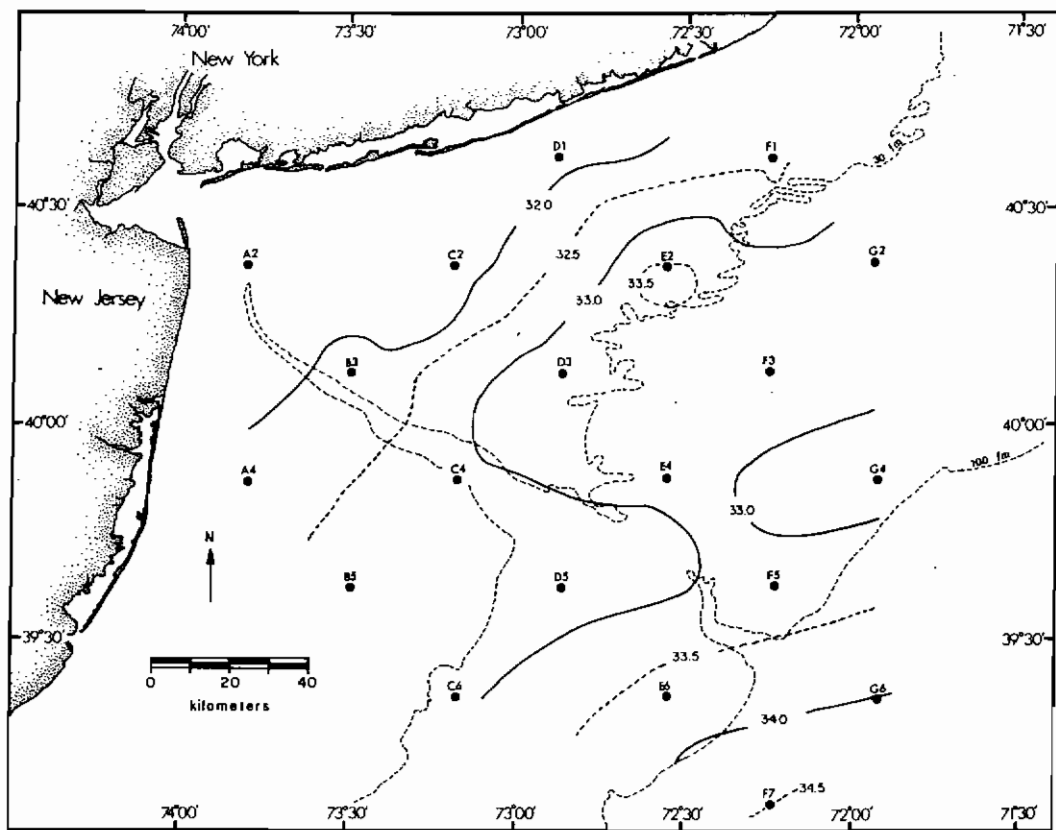 74°00' 73°30' 73°00' 72°30' 72°00' 71°30'
New York
D1 F1
30 fm
40°30' 32.0 40°30'
A2 C2 32.5 E2 G2
New Jersey 33.0 33.5
B3 D3 F3
40°00' 40°00'
A4 C4 E4 G4 100 fm
33.0
N
B5 D5 F5
39°30' 39°30'
33.5
0 20 40
kilometers
C6 E6 G6
34.0
F7 34.5
74°00' 73°30' 73°00' 72°30' 72°00' 71°30'